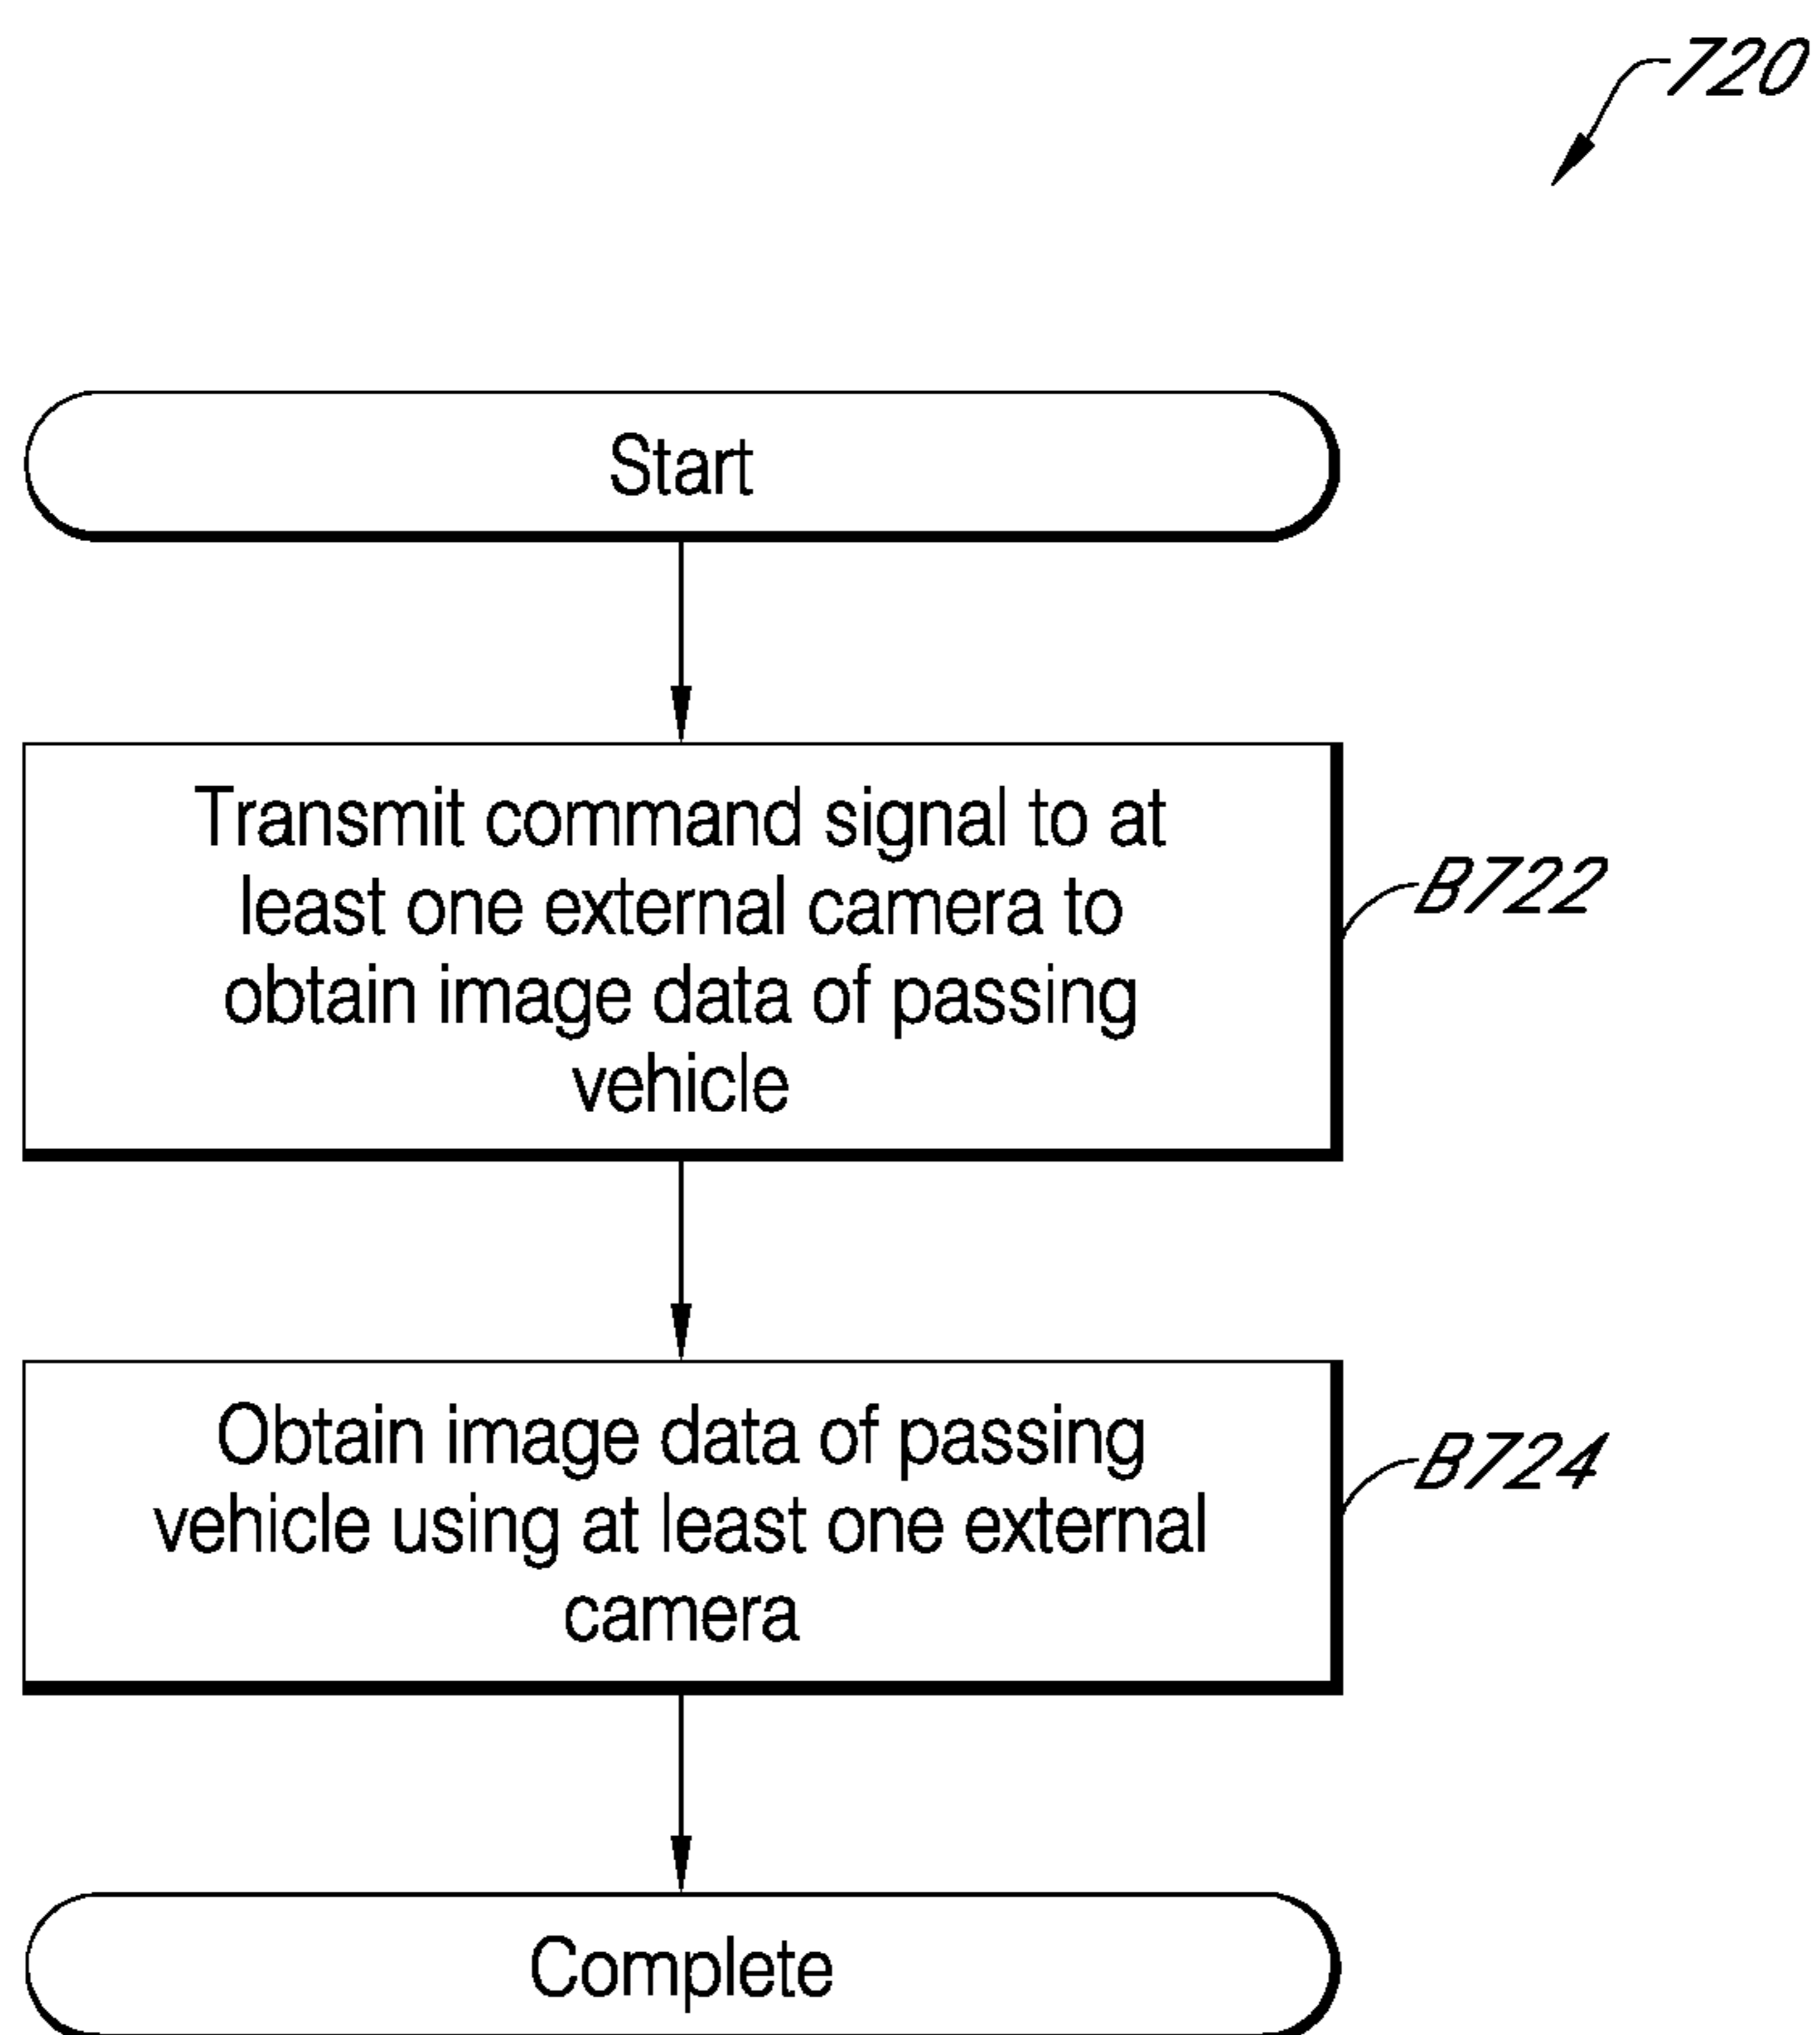 720
Start
Transmit command signal to at
least one external camera to
obtain image data of passing
vehicle
B722
Obtain image data of passing
vehicle using at least one external
camera
B724
Complete